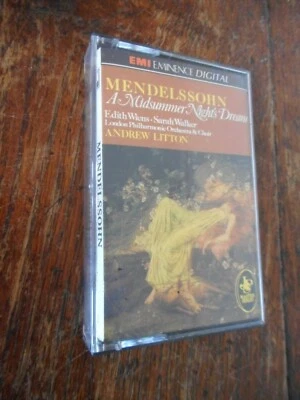 EMI EMINENCE DIGITAL
MENDELSSOHN
A Midsummer Night's Dream
Edith Wiens · Sarah Walker
London Philharmonic Orchestra & Choir
ANDREW LITTON
MENDELSSOHN